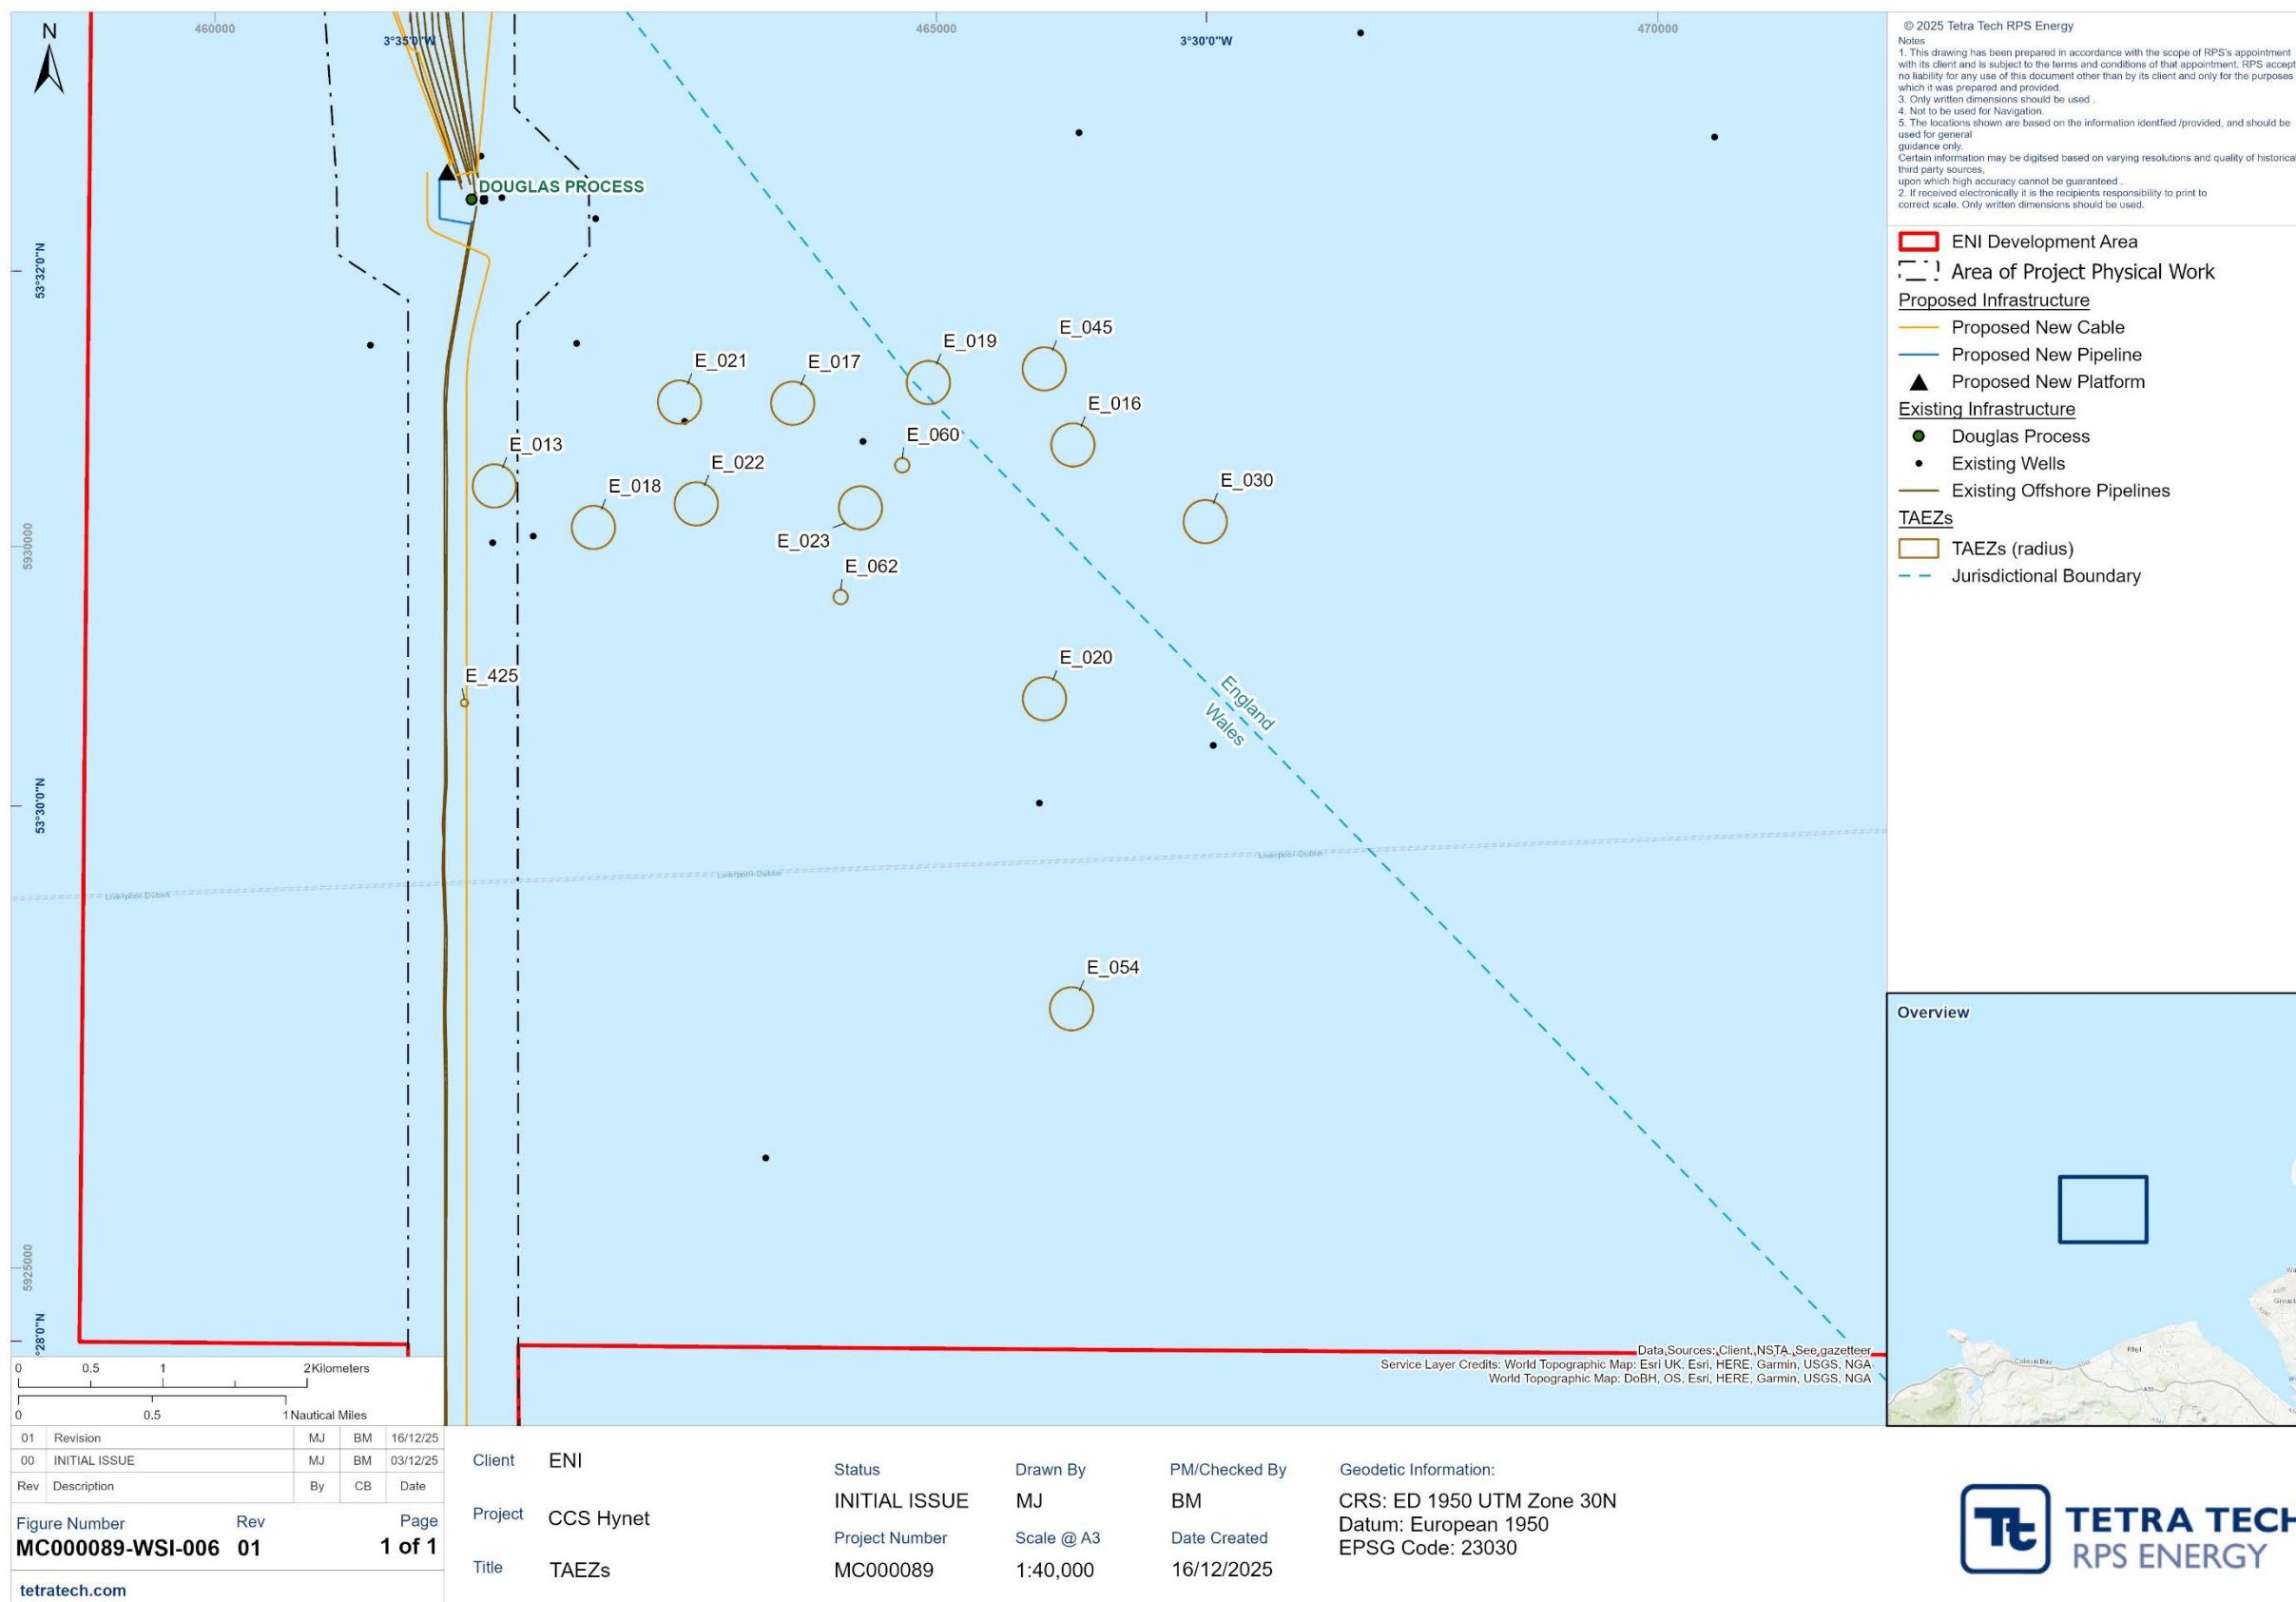 N
460000
3°35'0"W
465000
3°30'0"W
470000
53°32'0"N
5930000
53°30'0"N
5925000
°28'0"N
DOUGLAS PROCESS
E_045
E_019
E_021
E_017
E_016
E_060
E_013
E_022
E_018
E_030
E_023
E_062
E_020
E_425
England
Wales
Liverpool-Dublin
Liverpool-Dublin
Liverpool-Dublin
E_054
Data Sources: Client, NSTA. See gazetteer
Service Layer Credits: World Topographic Map: Esri UK, Esri, HERE, Garmin, USGS, NGA
World Topographic Map: DoBH, OS, Esri, HERE, Garmin, USGS, NGA
0 0.5 1 2 Kilometers
0 0.5 1 Nautical Miles
© 2025 Tetra Tech RPS Energy
Notes
1. This drawing has been prepared in accordance with the scope of RPS's appointment
with its client and is subject to the terms and conditions of that appointment. RPS accept
no liability for any use of this document other than by its client and only for the purposes
which it was prepared and provided.
3. Only written dimensions should be used .
4. Not to be used for Navigation.
5. The locations shown are based on the information identfied /provided, and should be
used for general
guidance only.
Certain information may be digitsed based on varying resolutions and quality of historical
third party sources,
upon which high accuracy cannot be guaranteed .
2. If received electronically it is the recipients responsibility to print to
correct scale. Only written dimensions should be used.
ENI Development Area
Area of Project Physical Work
Proposed Infrastructure
Proposed New Cable
Proposed New Pipeline
Proposed New Platform
Existing Infrastructure
Douglas Process
Existing Wells
Existing Offshore Pipelines
TAEZs
TAEZs (radius)
Jurisdictional Boundary
Overview
Colwyn Bay
Rhyl
A55
01 Revision MJ BM 16/12/25
00 INITIAL ISSUE MJ BM 03/12/25
Rev Description By CB Date
Figure Number Rev Page
MC000089-WSI-006 01 1 of 1
tetratech.com
Client ENI
Project CCS Hynet
Title TAEZs
Status Drawn By PM/Checked By
INITIAL ISSUE MJ BM
Project Number Scale @ A3 Date Created
MC000089 1:40,000 16/12/2025
Geodetic Information:
CRS: ED 1950 UTM Zone 30N
Datum: European 1950
EPSG Code: 23030
Tt
TETRA TECH
RPS ENERGY